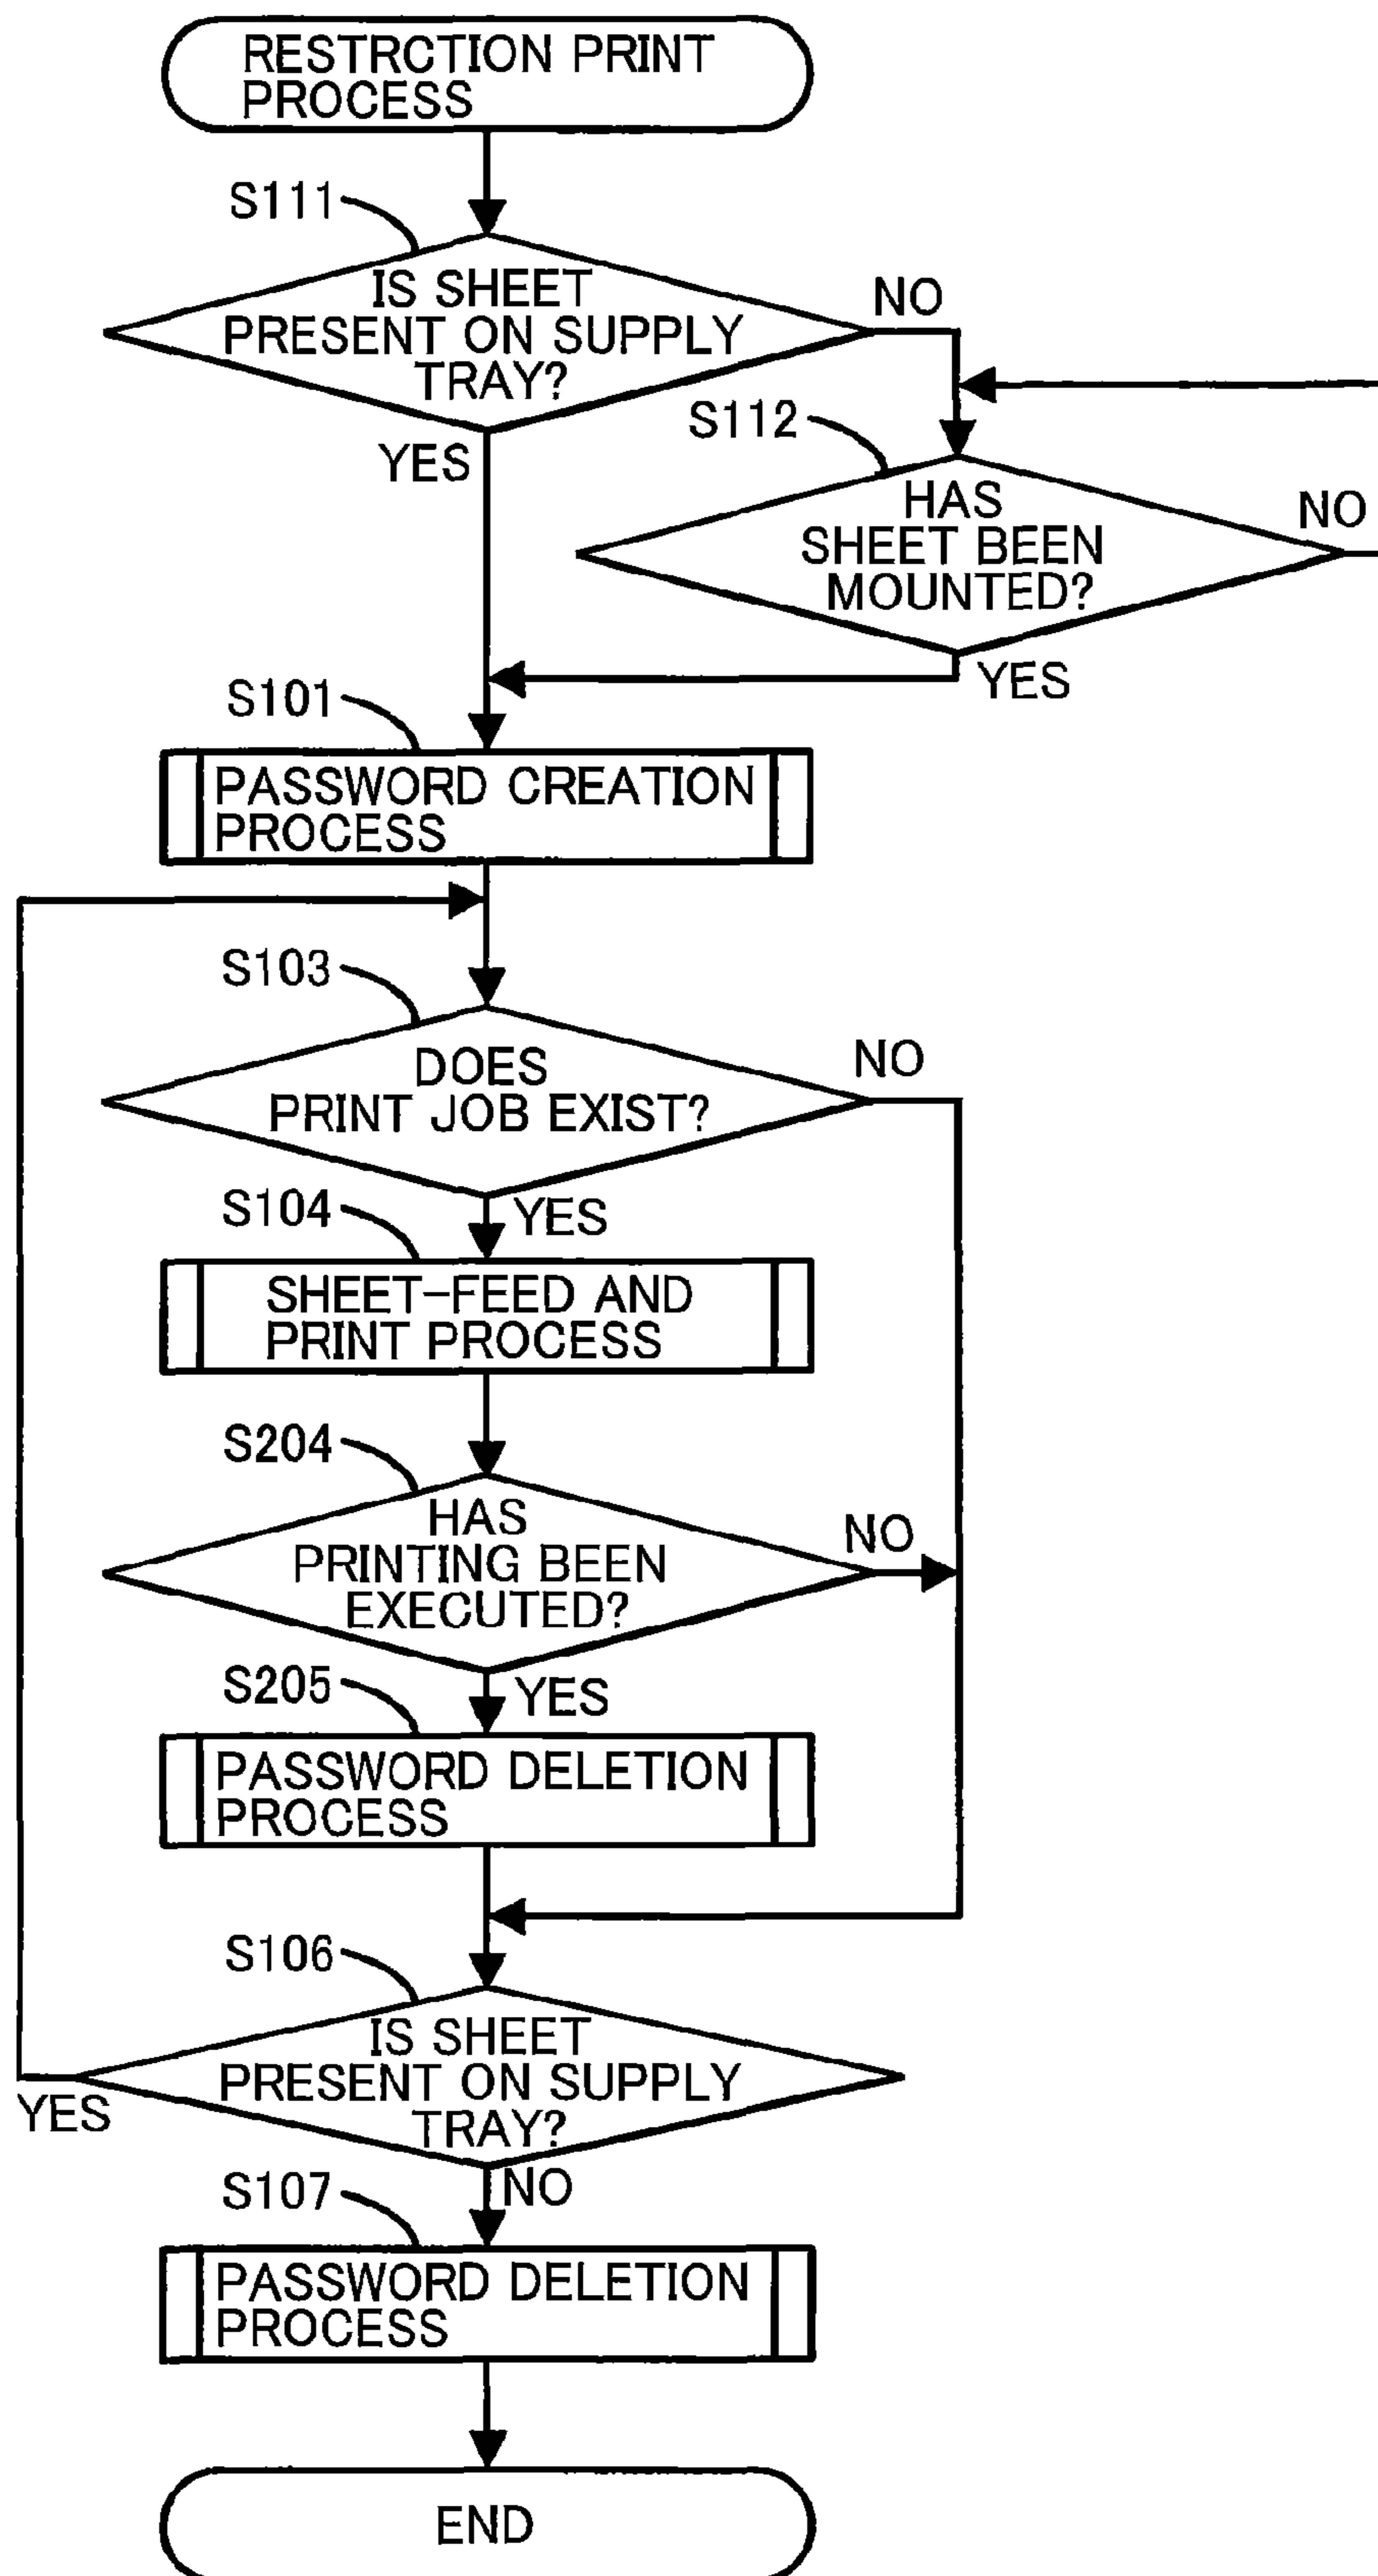 RESTRCTION PRINT
PROCESS
S111
IS SHEET
PRESENT ON SUPPLY
TRAY?
NO
YES
S112
HAS
SHEET BEEN
MOUNTED?
NO
YES
S101
PASSWORD CREATION
PROCESS
S103
DOES
PRINT JOB EXIST?
NO
YES
S104
SHEET-FEED AND
PRINT PROCESS
S204
HAS
PRINTING BEEN
EXECUTED?
NO
YES
S205
PASSWORD DELETION
PROCESS
S106
IS SHEET
PRESENT ON SUPPLY
TRAY?
YES
NO
S107
PASSWORD DELETION
PROCESS
END